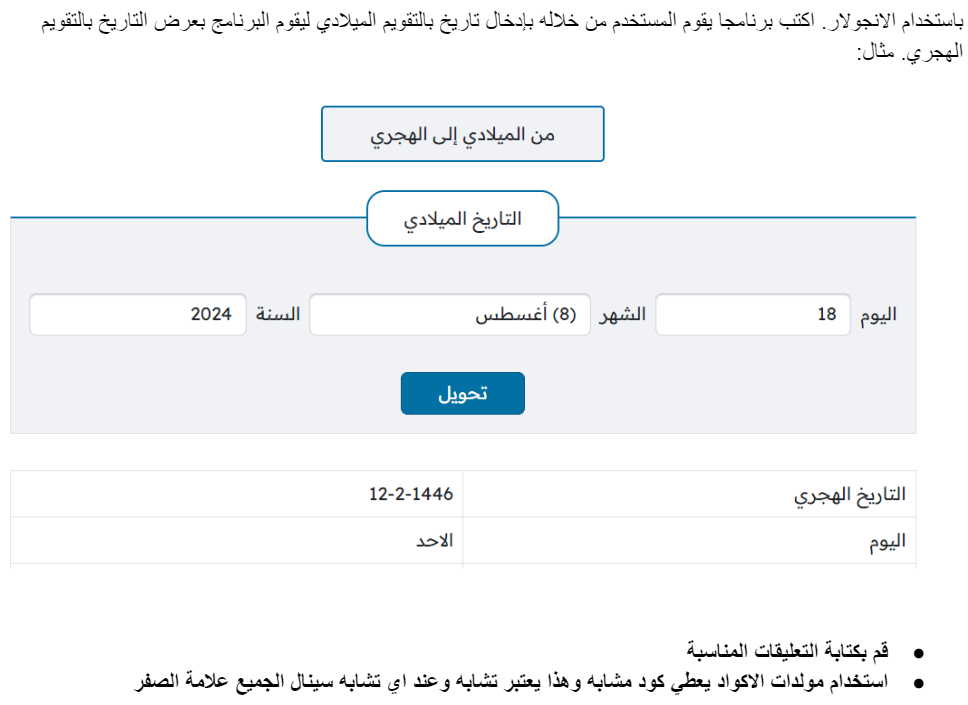 باستخدام الانجولار. اكتب برنامجا يقوم المستخدم من خلاله بإدخال تاريخ بالتقويم الميلادي ليقوم البرنامج بعرض التاريخ بالتقويم
الهجري. مثال:
من الميلادي إلى الهجري
التاريخ الميلادي
اليوم 18 الشهر (8) أغسطس السنة 2024
تحويل
التاريخ الهجري 12-2-1446
اليوم الاحد
● قم بكتابة التعليقات المناسبة
● استخدام مولدات الاكواد يعطي كود مشابه وهذا يعتبر تشابه وعند اي تشابه سينال الجميع علامة الصفر